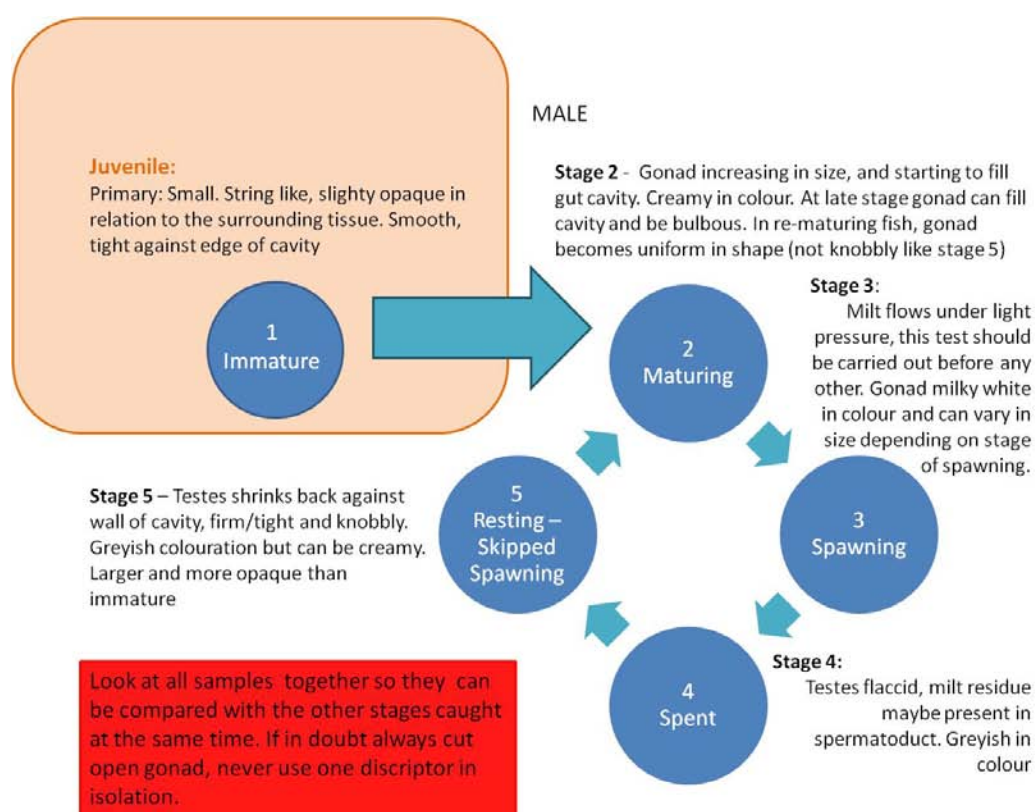 MALE
Juvenile:
Primary: Small. String like, slighty opaque in
relation to the surrounding tissue. Smooth,
tight against edge of cavity
1
Immature
Stage 2 - Gonad increasing in size, and starting to fill
gut cavity. Creamy in colour. At late stage gonad can fill
cavity and be bulbous. In re-maturing fish, gonad
becomes uniform in shape (not knobbly like stage 5)
2
Maturing
Stage 3:
Milt flows under light
pressure, this test should
be carried out before any
other. Gonad milky white
in colour and can vary in
size depending on stage
of spawning.
3
Spawning
Stage 5 – Testes shrinks back against
wall of cavity, firm/tight and knobbly.
Greyish colouration but can be creamy.
Larger and more opaque than
immature
5
Resting –
Skipped
Spawning
4
Spent
Stage 4:
Testes flaccid, milt residue
maybe present in
spermatoduct. Greyish in
colour
Look at all samples together so they can
be compared with the other stages caught
at the same time. If in doubt always cut
open gonad, never use one discriptor in
isolation.